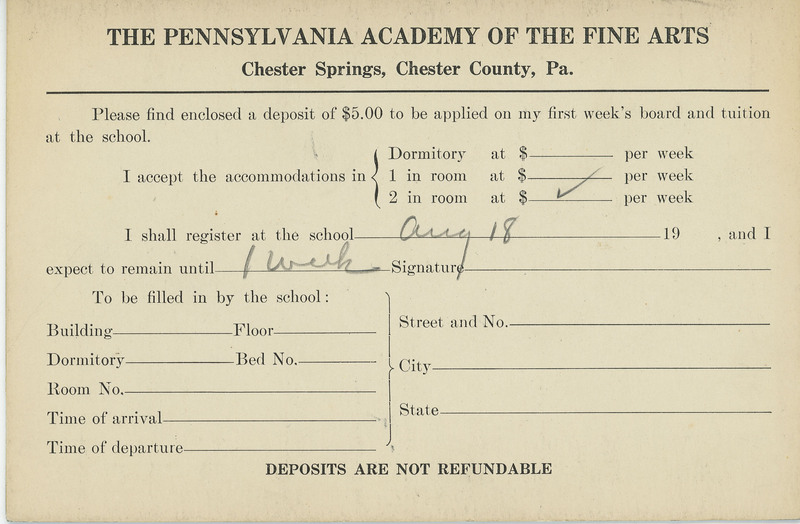 THE PENNSYLVANIA ACADEMY OF THE FINE ARTS
Chester Springs, Chester County, Pa.
Please find enclosed a deposit of $5.00 to be applied on my first week's board and tuition
at the school.
I accept the accommodations in
Dormitory at $ per week
1 in room at $ per week
2 in room at $ ✓ per week
I shall register at the school Aug 18 19 , and I
expect to remain until 1 week Signature
To be filled in by the school:
Building Floor
Dormitory Bed No.
Room No.
Time of arrival
Time of departure
Street and No.
City
State
DEPOSITS ARE NOT REFUNDABLE